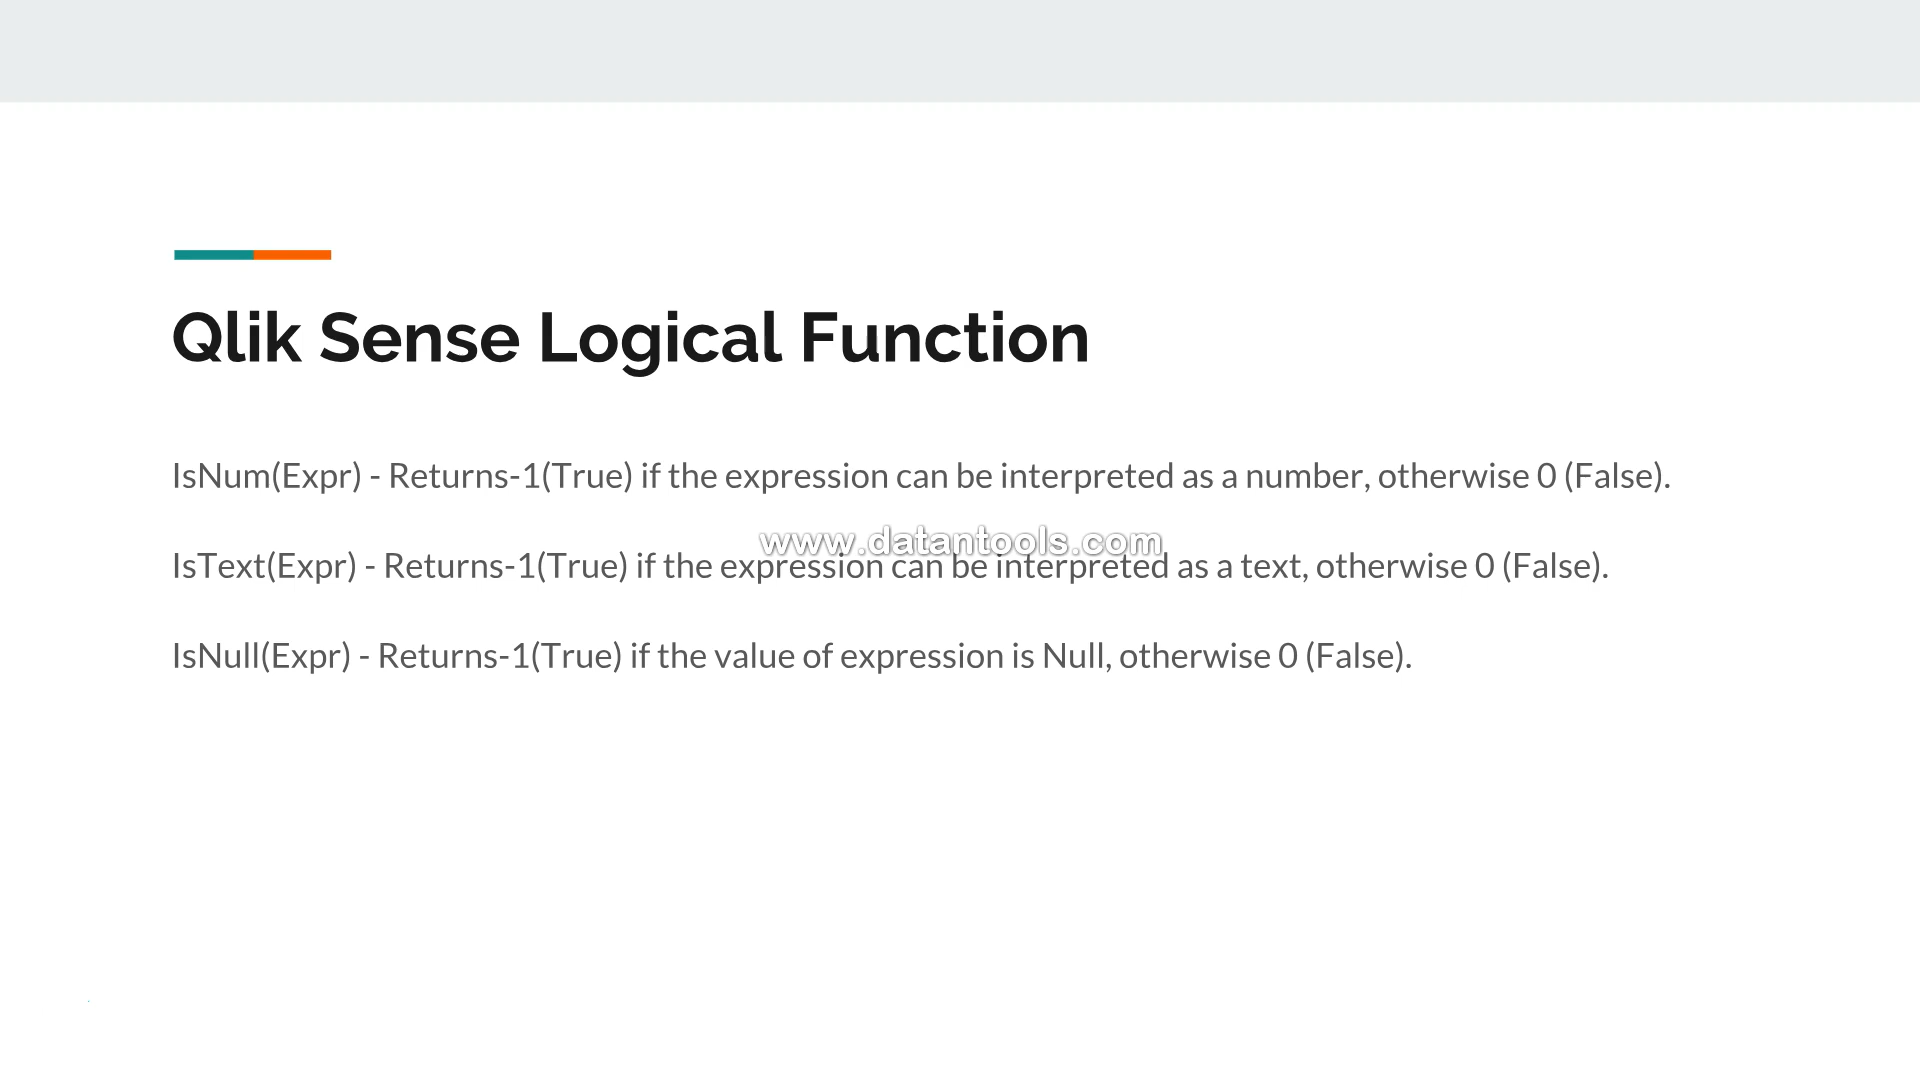 Qlik Sense Logical Function
IsNum(Expr) - Returns-1(True) if the expression can be interpreted as a number, otherwise 0 (False).
www.datantools.com
IsText(Expr) - Returns-1(True) if the expression can be interpreted as a text, otherwise 0 (False).
IsNull(Expr) - Returns-1(True) if the value of expression is Null, otherwise 0 (False).